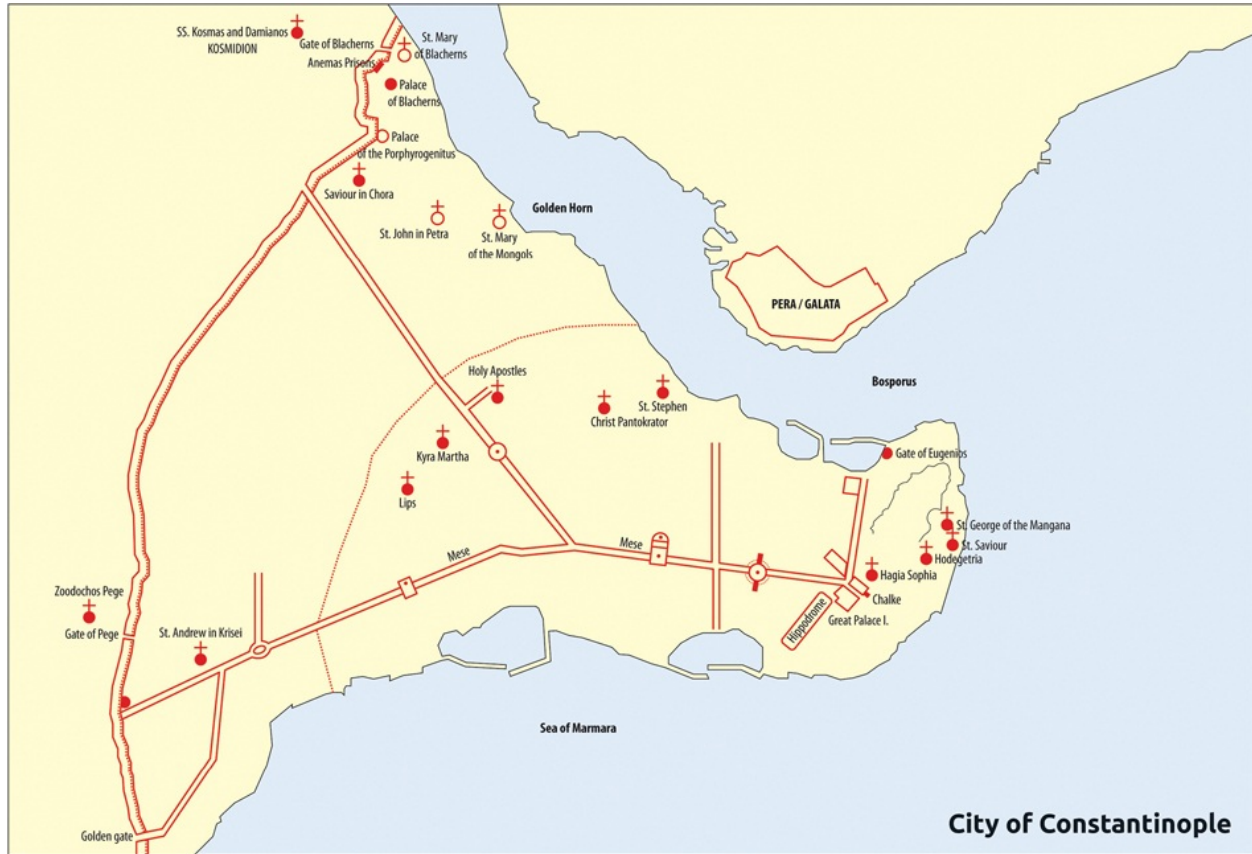 SS. Kosmas and Damianos
KOSMIDION
Gate of Blacherns
Anemas Prisons
St. Mary
of Blacherns
Palace
of Blacherns
Palace
of the Porphyrogenitus
Saviour in Chora
St. John in Petra
St. Mary
of the Mongols
Golden Horn
PERA / GALATA
Bosporus
Holy Apostles
St. Stephen
Christ Pantokrator
Kyra Martha
Lips
Gate of Eugenios
St. George of the Mangana
St. Saviour
Hodegetria
Hagia Sophia
Chalke
Great Palace I.
Hippodrome
Mese
Mese
Zoodochos Pege
Gate of Pege
St. Andrew in Krisei
Sea of Marmara
Golden gate
City of Constantinople